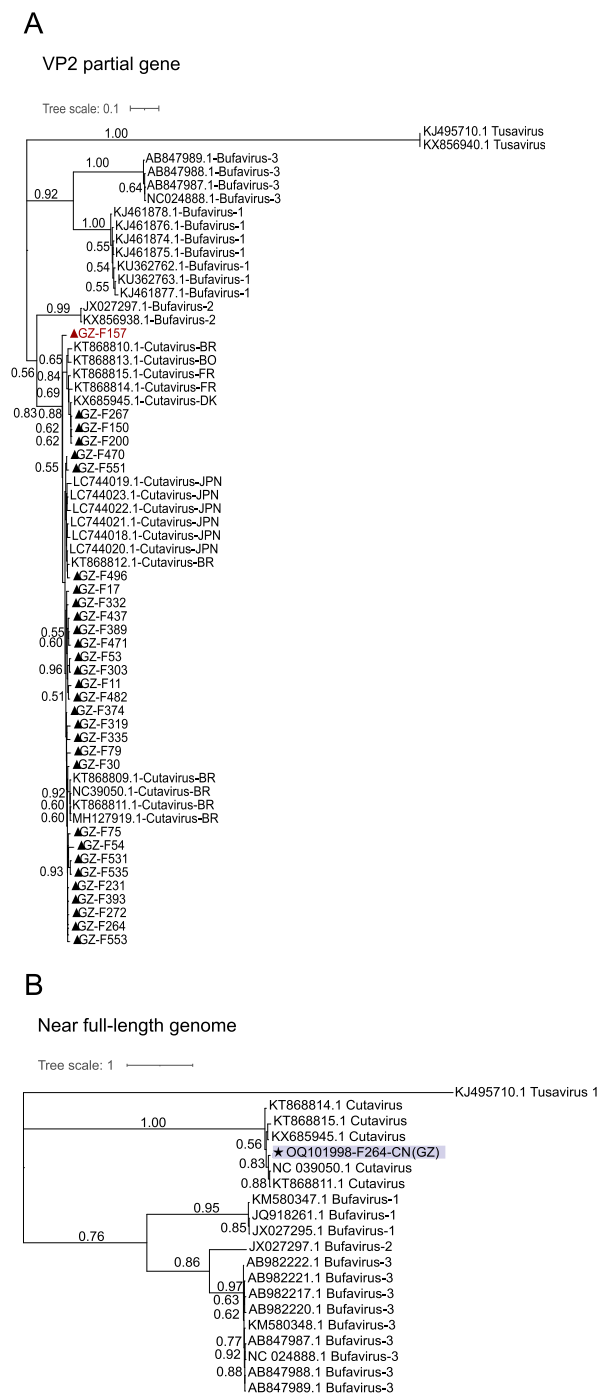 A
VP2 partial gene
Tree scale: 0.1
1.00
KJ495710.1 Tusavirus
KX856940.1 Tusavirus
1.00
AB847989.1-Bufavirus-3
AB847988.1-Bufavirus-3
0.64
AB847987.1-Bufavirus-3
0.92
NC024888.1-Bufavirus-3
KJ461878.1-Bufavirus-1
1.00
KJ461876.1-Bufavirus-1
KJ461874.1-Bufavirus-1
0.55
KJ461875.1-Bufavirus-1
0.54
KU362762.1-Bufavirus-1
KU362763.1-Bufavirus-1
0.55
KJ461877.1-Bufavirus-1
0.99
JX027297.1-Bufavirus-2
KX856938.1-Bufavirus-2
▲GZ-F157
KT868810.1-Cutavirus-BR
0.65
KT868813.1-Cutavirus-BO
0.56
0.84
KT868815.1-Cutavirus-FR
0.69
KT868814.1-Cutavirus-FR
KX685945.1-Cutavirus-DK
0.83
0.88
▲GZ-F267
0.62
▲GZ-F150
0.62
▲GZ-F200
▲GZ-F470
0.55
▲GZ-F551
LC744019.1-Cutavirus-JPN
LC744023.1-Cutavirus-JPN
LC744022.1-Cutavirus-JPN
LC744021.1-Cutavirus-JPN
LC744018.1-Cutavirus-JPN
LC744020.1-Cutavirus-JPN
KT868812.1-Cutavirus-BR
▲GZ-F496
▲GZ-F17
▲GZ-F332
▲GZ-F437
0.55
▲GZ-F389
0.60
▲GZ-F471
▲GZ-F53
0.96
▲GZ-F303
▲GZ-F11
0.51
▲GZ-F482
▲GZ-F374
▲GZ-F319
▲GZ-F335
▲GZ-F79
▲GZ-F30
KT868809.1-Cutavirus-BR
0.92
NC39050.1-Cutavirus-BR
0.60
KT868811.1-Cutavirus-BR
0.60
MH127919.1-Cutavirus-BR
▲GZ-F75
▲GZ-F54
▲GZ-F531
0.93
▲GZ-F535
▲GZ-F231
▲GZ-F393
▲GZ-F272
▲GZ-F264
▲GZ-F553
B
Near full-length genome
Tree scale: 1
KJ495710.1 Tusavirus 1
KT868814.1 Cutavirus
1.00
KT868815.1 Cutavirus
KX685945.1 Cutavirus
0.56
★OQ101998-F264-CN(GZ)
0.83
NC 039050.1 Cutavirus
0.88
KT868811.1 Cutavirus
KM580347.1 Bufavirus-1
0.95
JQ918261.1 Bufavirus-1
0.85
JX027295.1 Bufavirus-1
0.76
JX027297.1 Bufavirus-2
0.86
AB982222.1 Bufavirus-3
AB982221.1 Bufavirus-3
0.97
AB982217.1 Bufavirus-3
0.63
AB982220.1 Bufavirus-3
0.62
KM580348.1 Bufavirus-3
0.77
AB847987.1 Bufavirus-3
0.92
NC 024888.1 Bufavirus-3
0.88
AB847988.1 Bufavirus-3
AB847989.1 Bufavirus-3